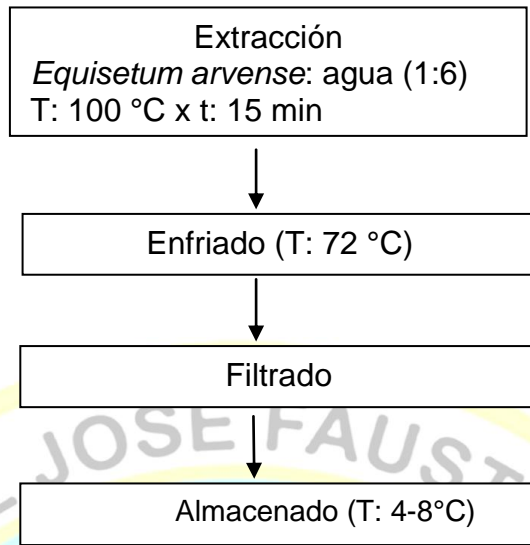 Extracción
Equisetum arvense: agua (1:6)
T: 100 °C x t: 15 min
Enfriado (T: 72 °C)
Filtrado
JOSE FAUST
Almacenado (T: 4-8°C)